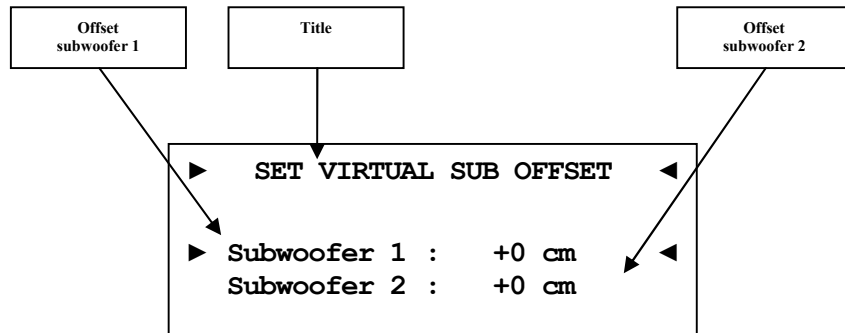 Offset
subwoofer 1
Title
Offset
subwoofer 2
► SET VIRTUAL SUB OFFSET ◄
► Subwoofer 1 : +0 cm ◄
Subwoofer 2 : +0 cm